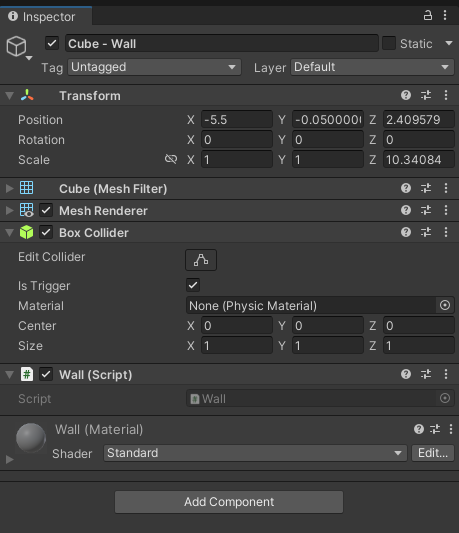 Inspector
Cube - Wall Static
Tag Untagged Layer Default
Transform
Position X -5.5 Y -0.0500000 Z 2.409579
Rotation X 0 Y 0 Z 0
Scale X 1 Y 1 Z 10.34084
Cube (Mesh Filter)
Mesh Renderer
Box Collider
Edit Collider
Is Trigger
Material None (Physic Material)
Center X 0 Y 0 Z 0
Size X 1 Y 1 Z 1
# Wall (Script)
Script # Wall
Wall (Material)
Shader Standard Edit...
Add Component